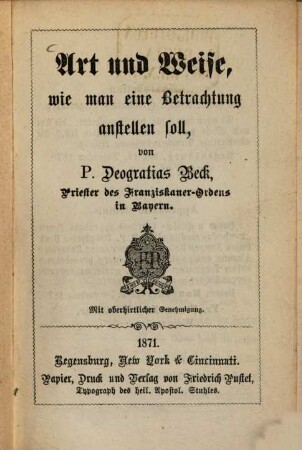 Art und Weise,
wie man eine Betrachtung
anstellen soll,
von
P. Deogratias Beck,
Priester des Franziskaner-Ordens
in Bayern.
FP
Mit oberhirtlicher Genehmigung.
1871.
Regensburg, New York & Cincinnati.
Papier, Druck und Verlag von Friedrich Pustet,
Typograph des heil. Apostol. Stuhles.